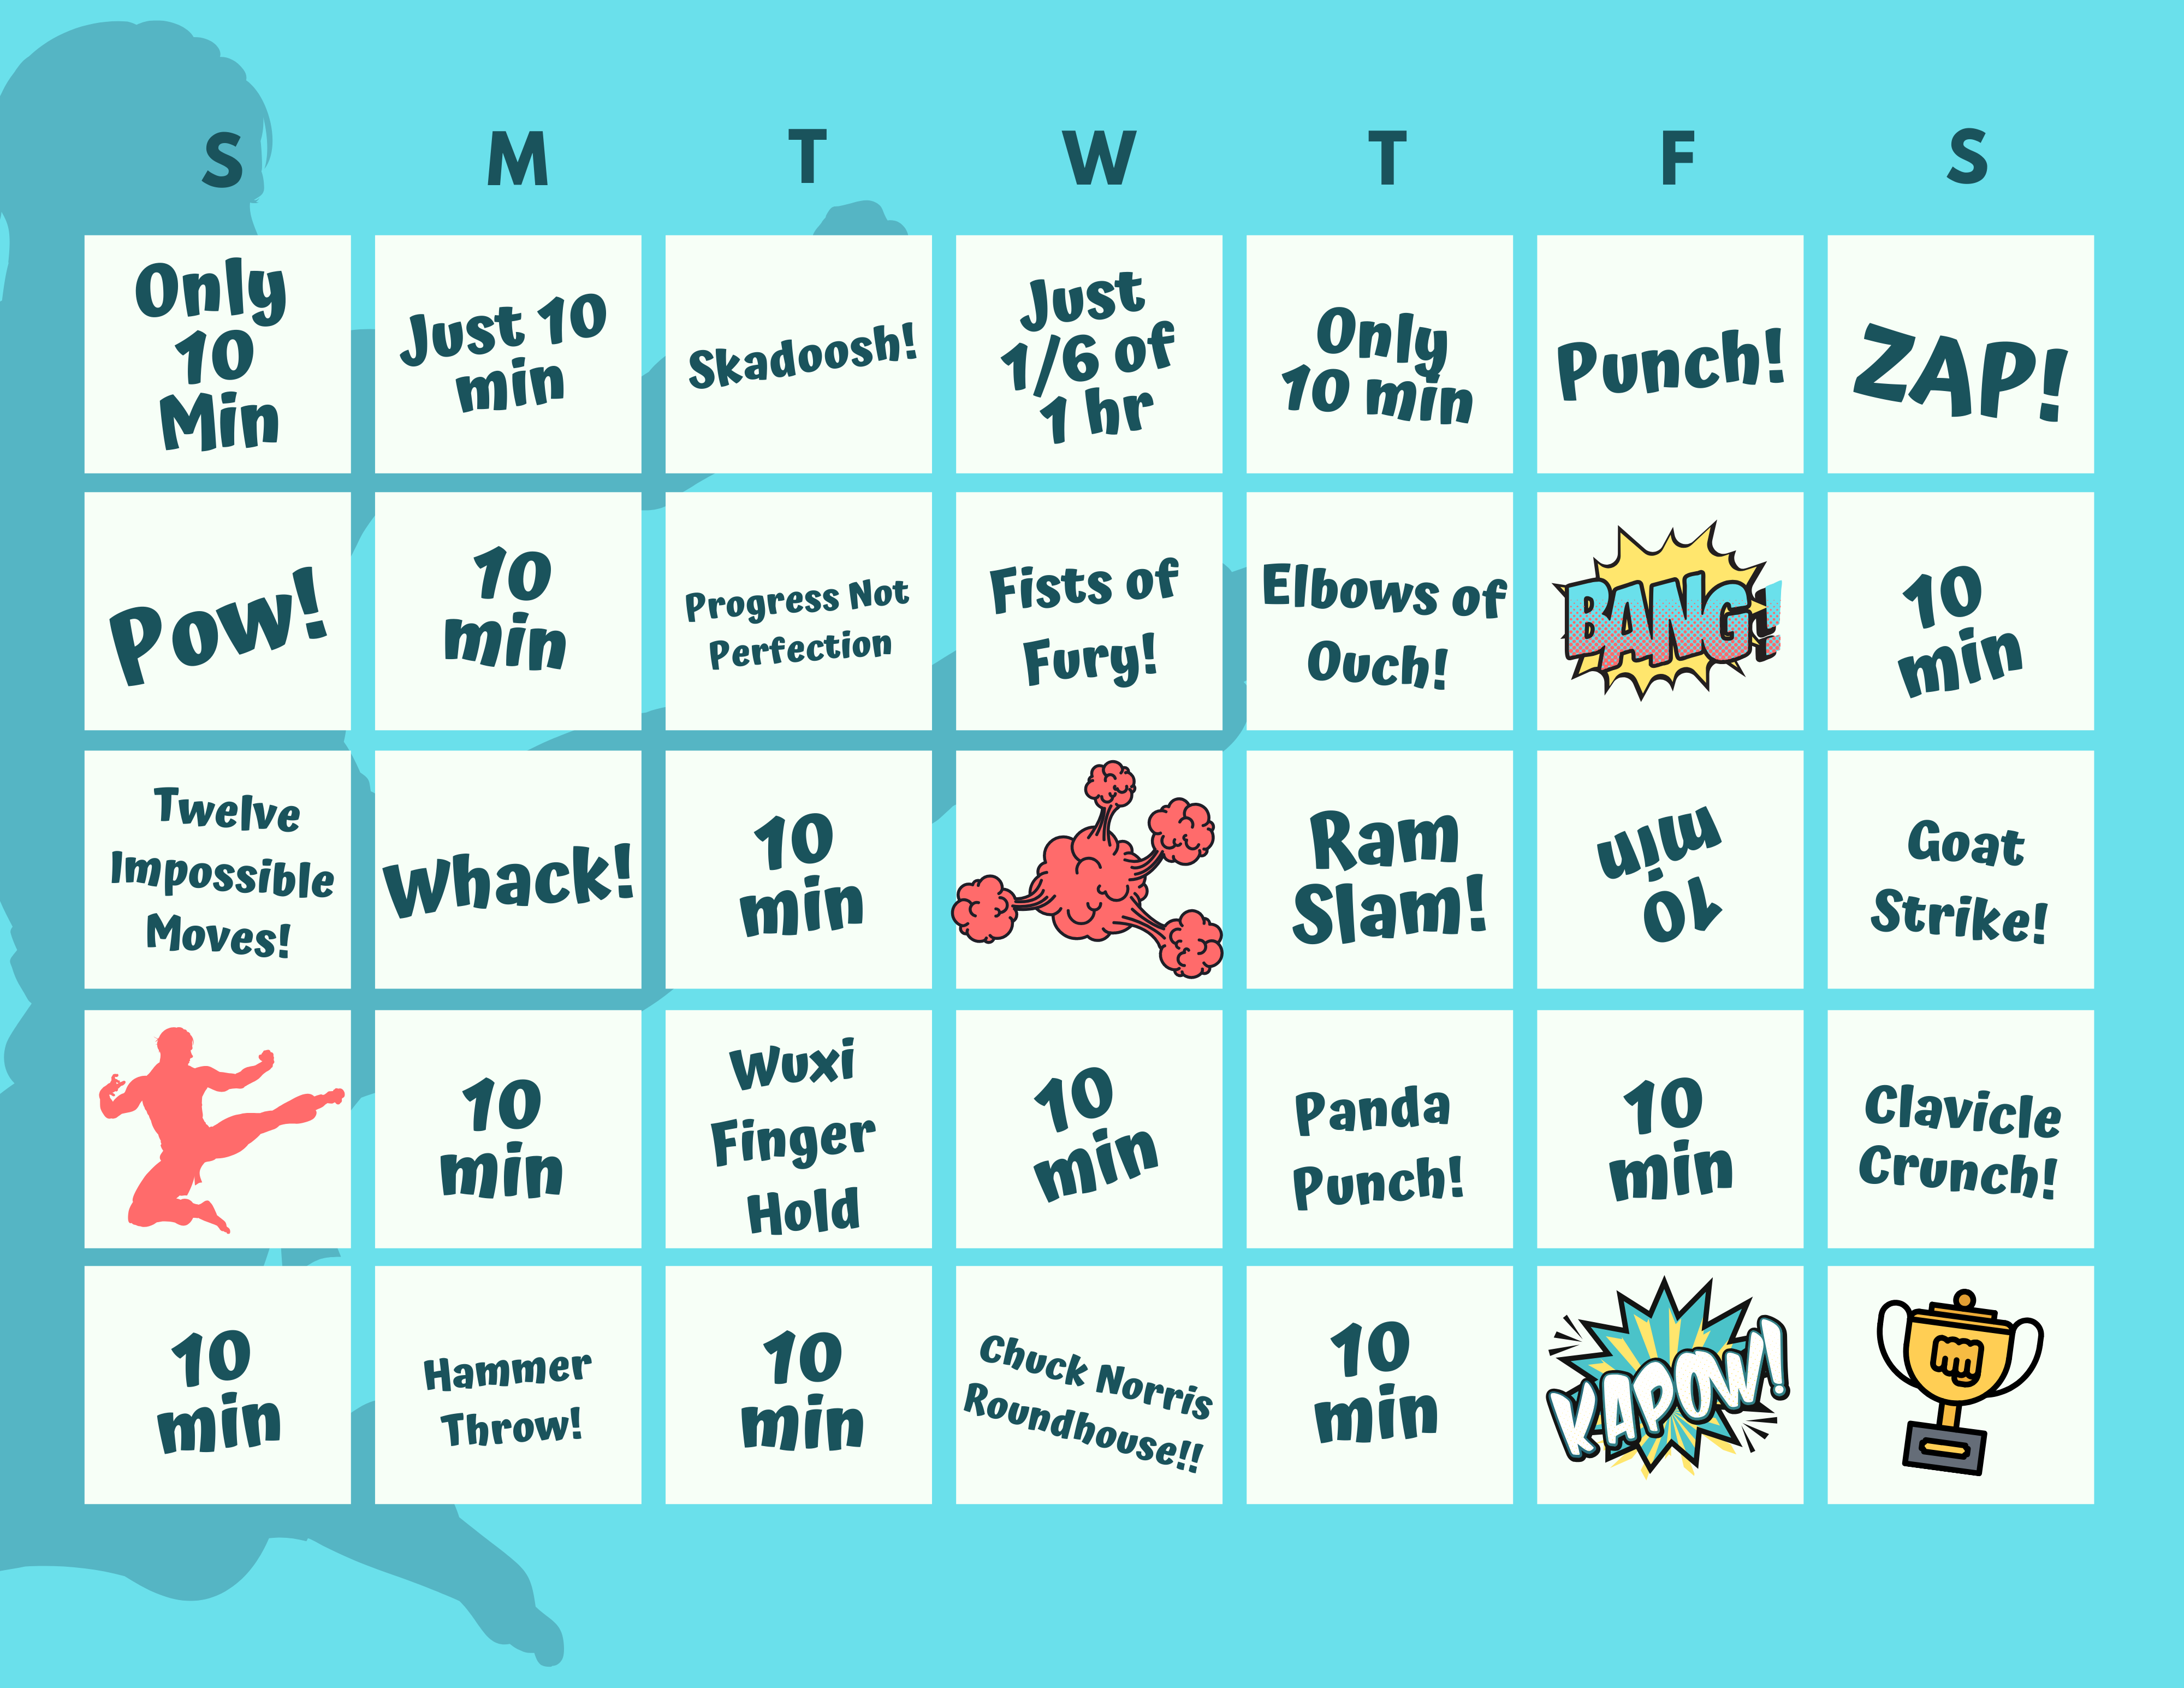 S M T W T F S
Only
10
Min
Just 10
min
Skadoosh!
Just
1/6 of
1 hr
Only
10 min
Punch!
ZAP!
Pow!
10
min
Progress Not
Perfection
Fists of
Fury!
Elbows of
Ouch!
BANG!
10
min
Twelve
Impossible
Moves!
Whack!
10
min
Ram
Slam!
10
min
Goat
Strike!
10
min
Wuxi
Finger
Hold
10
min
Panda
Punch!
10
min
Clavicle
Crunch!
10
min
Hammer
Throw!
10
min
Chuck Norris
Roundhouse!!
10
min
KAPOW!